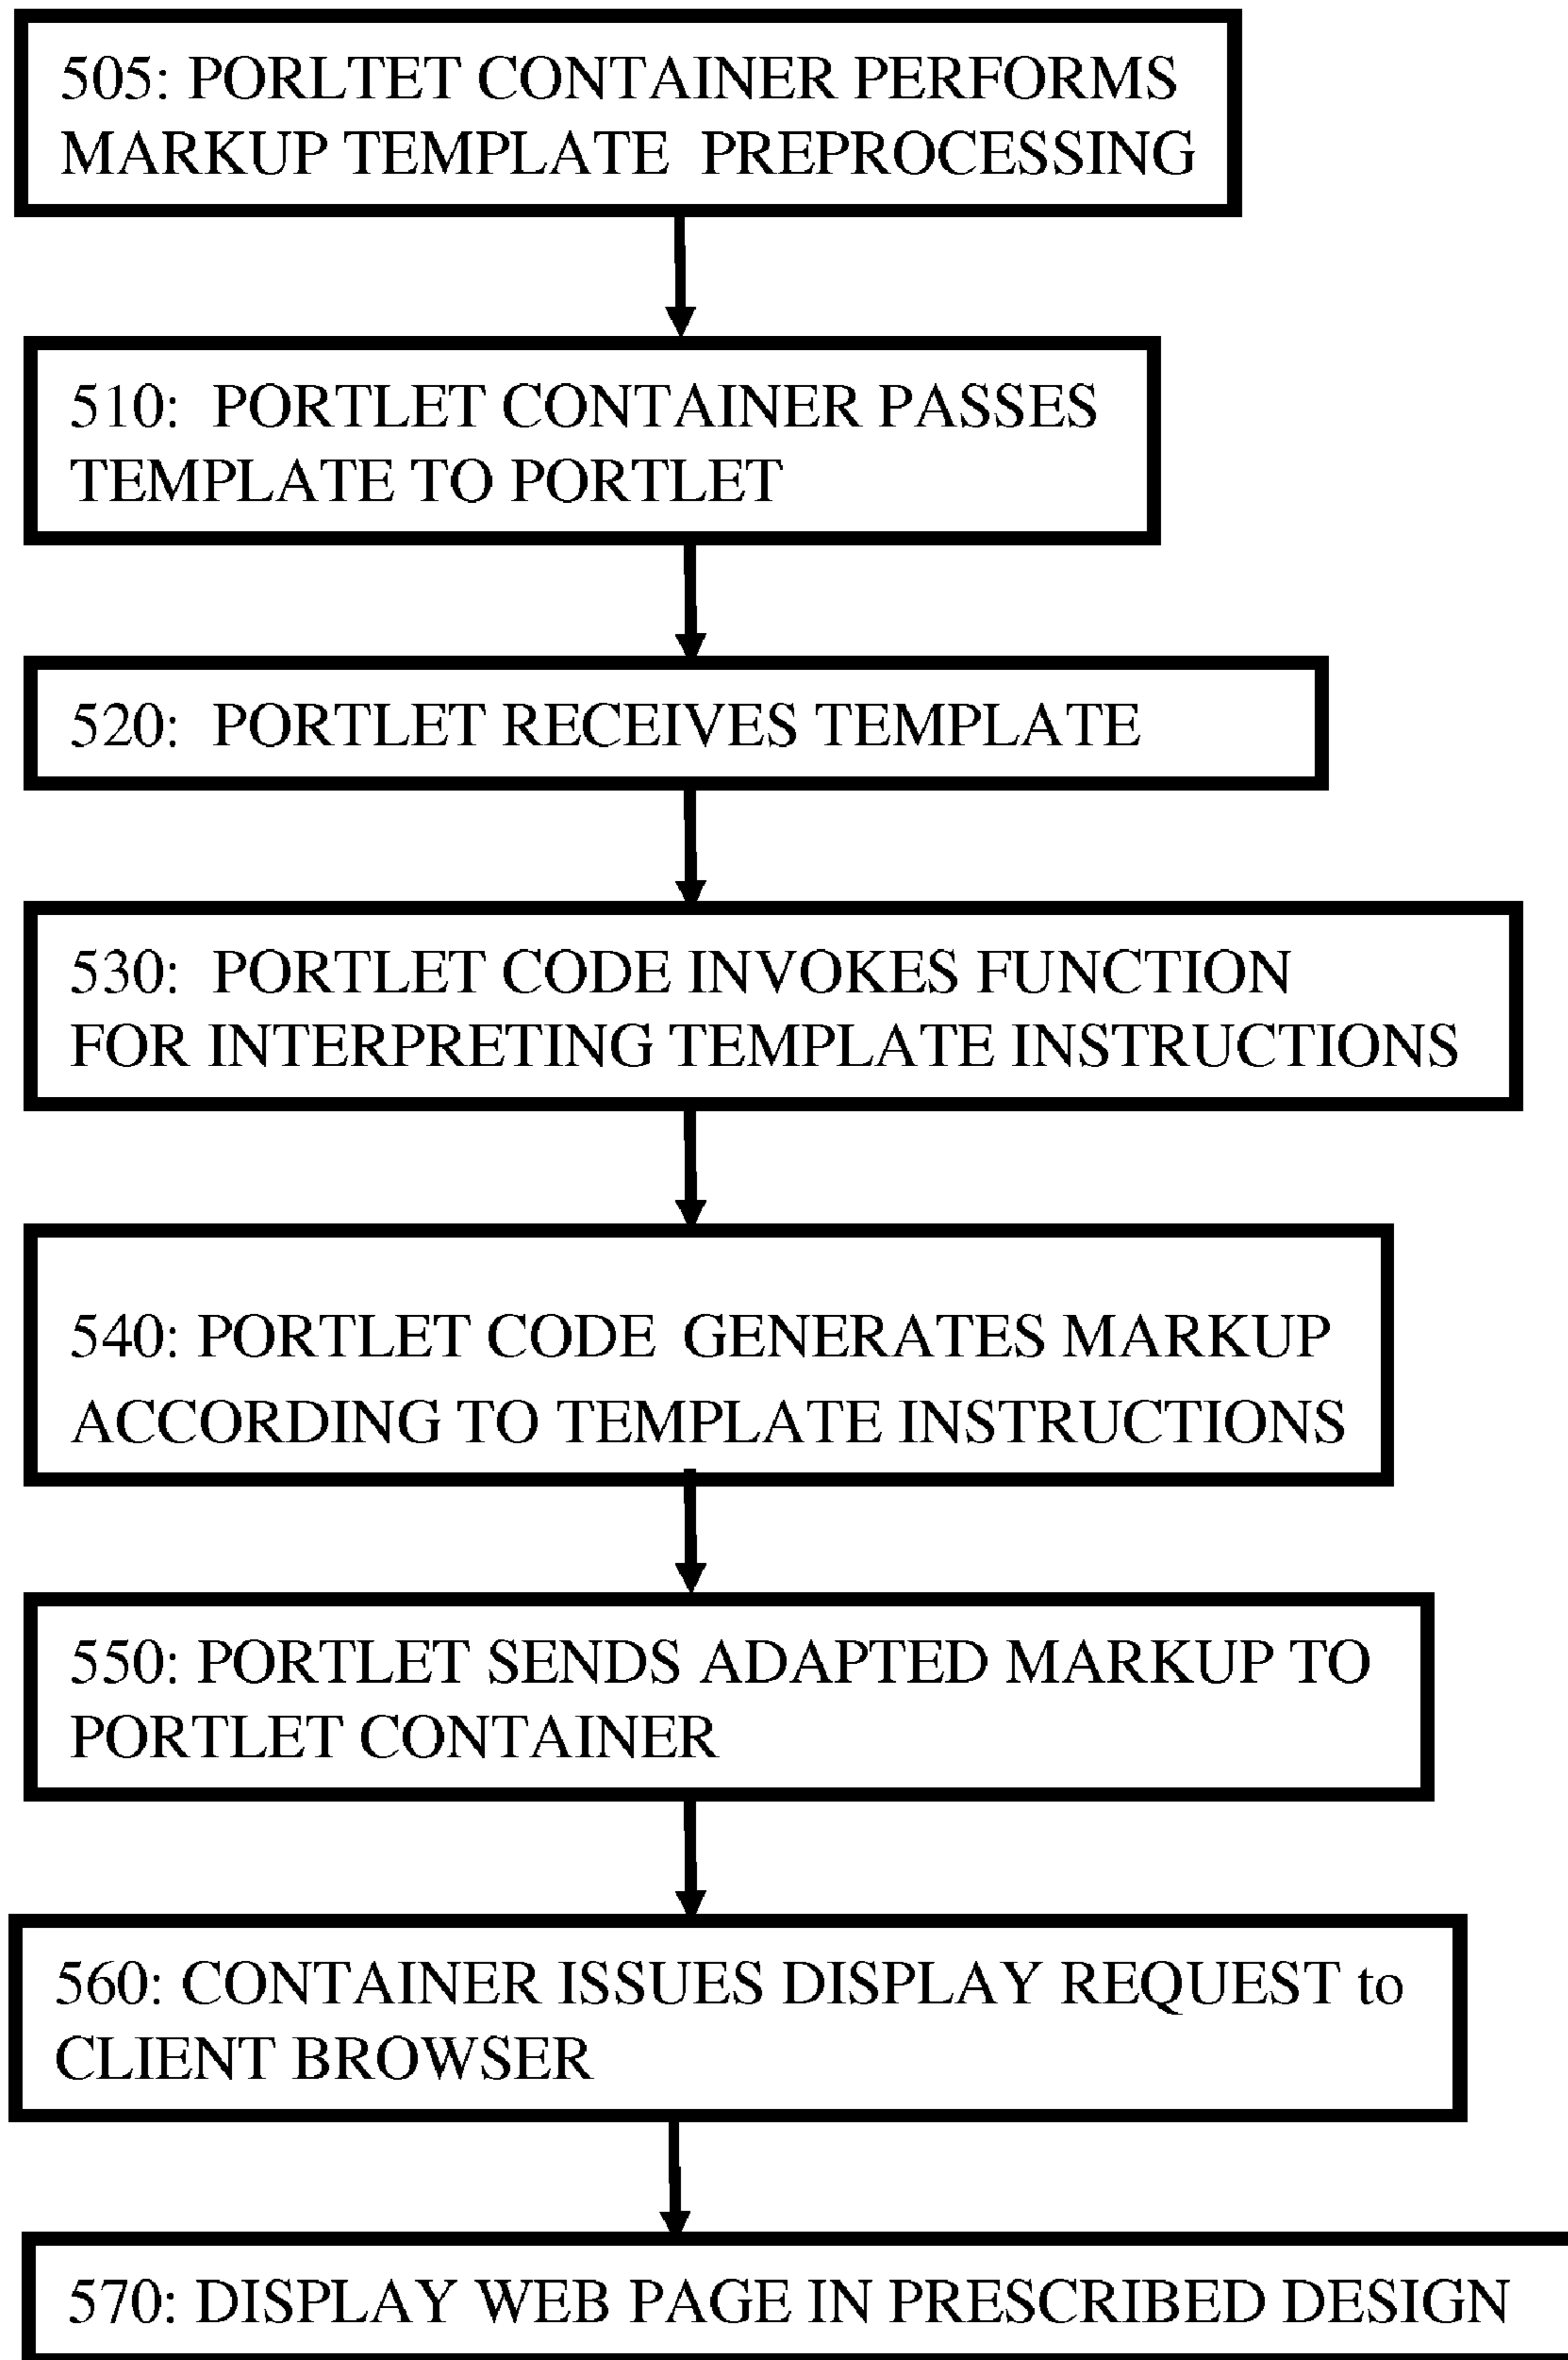 505: PORLTET CONTAINER PERFORMS
MARKUP TEMPLATE PREPROCESSING
510: PORTLET CONTAINER PASSES
TEMPLATE TO PORTLET
520: PORTLET RECEIVES TEMPLATE
530: PORTLET CODE INVOKES FUNCTION
FOR INTERPRETING TEMPLATE INSTRUCTIONS
540: PORTLET CODE GENERATES MARKUP
ACCORDING TO TEMPLATE INSTRUCTIONS
550: PORTLET SENDS ADAPTED MARKUP TO
PORTLET CONTAINER
560: CONTAINER ISSUES DISPLAY REQUEST to
CLIENT BROWSER
570: DISPLAY WEB PAGE IN PRESCRIBED DESIGN